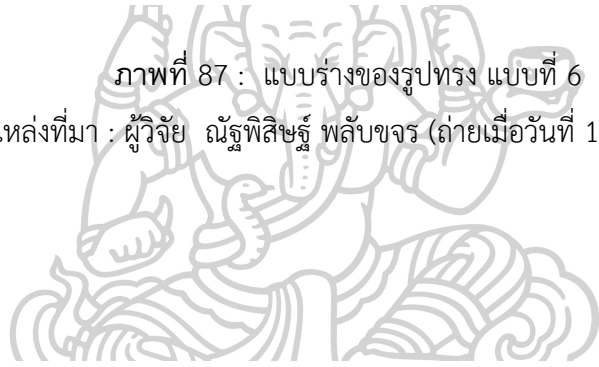 ภาพที่ 87 : แบบร่างของรูปทรง แบบที่ 6
หล่งที่มา : ผู้วิจัย ณัฐพิสิษฐ์ พลับขจร (ถ่ายเมื่อวันที่ 1